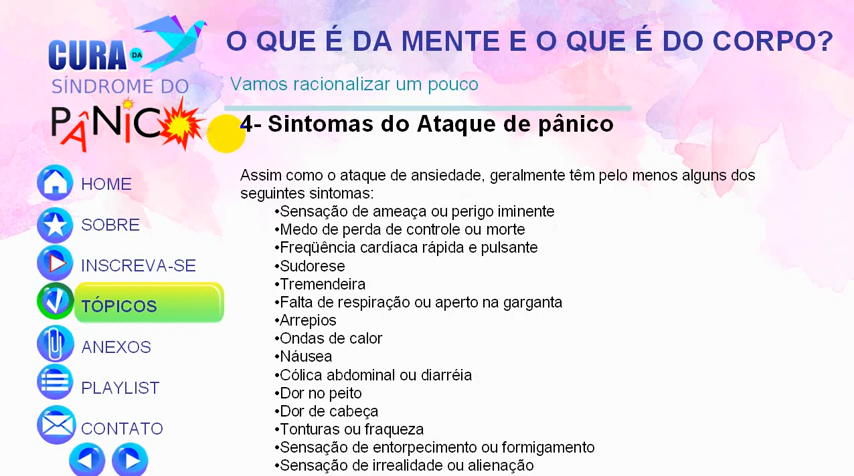 CURA DA
SÍNDROME DO
PÂNICO
O QUE É DA MENTE E O QUE É DO CORPO?
Vamos racionalizar um pouco
4- Sintomas do Ataque de pânico
HOME
SOBRE
INSCREVA-SE
TÓPICOS
ANEXOS
PLAYLIST
CONTATO
Assim como o ataque de ansiedade, geralmente têm pelo menos alguns dos
seguintes sintomas:
•Sensação de ameaça ou perigo iminente
•Medo de perda de controle ou morte
•Freqüência cardíaca rápida e pulsante
•Sudorese
•Tremendeira
•Falta de respiração ou aperto na garganta
•Arrepios
•Ondas de calor
•Náusea
•Cólica abdominal ou diarréia
•Dor no peito
•Dor de cabeça
•Tonturas ou fraqueza
•Sensação de entorpecimento ou formigamento
•Sensação de irrealidade ou alienação